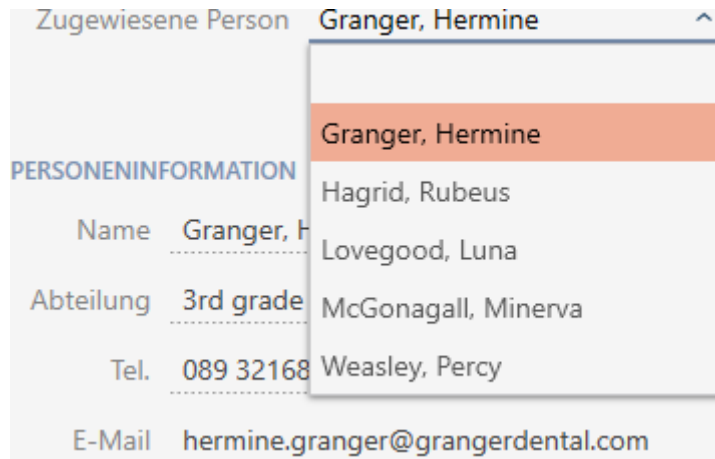 Zugewiesene Person Granger, Hermine
Granger, Hermine
PERSONENINFORMATION
Hagrid, Rubeus
Name Granger, H
Lovegood, Luna
Abteilung 3rd grade
McGonagall, Minerva
Tel. 089 32168
Weasley, Percy
E-Mail hermine.granger@grangerdental.com